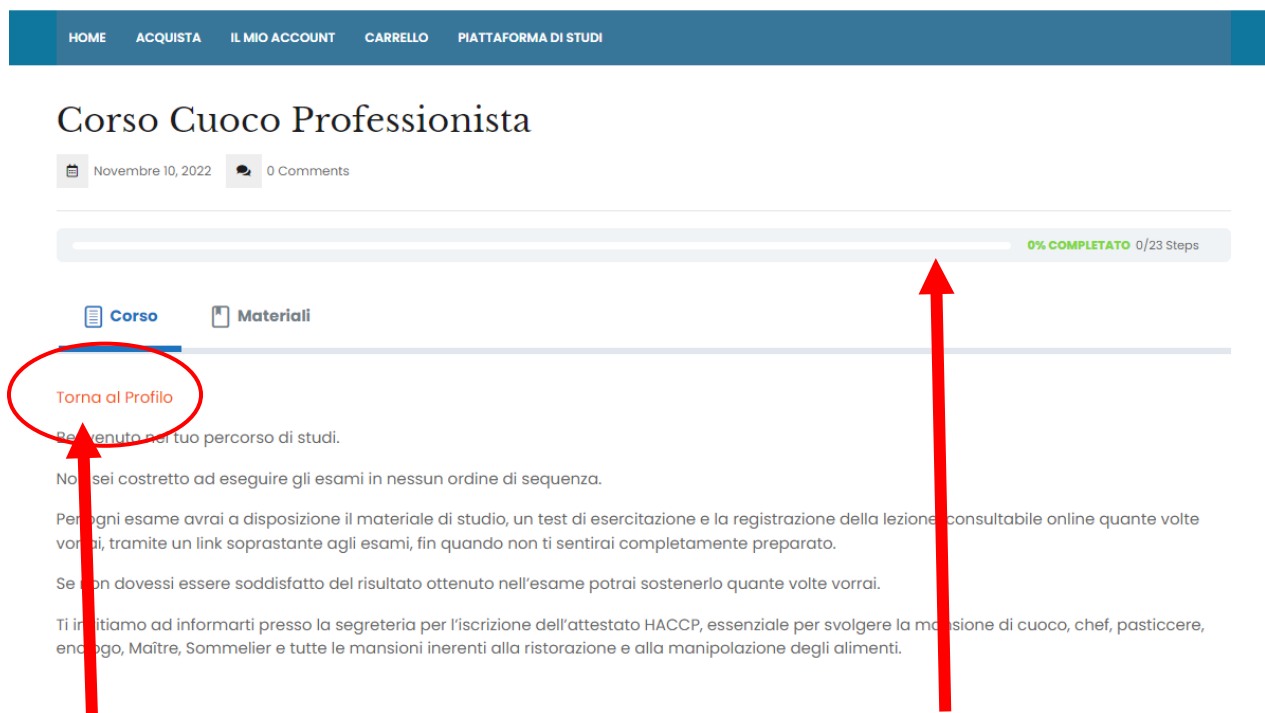 HOME ACQUISTA IL MIO ACCOUNT CARRELLO PIATTAFORMA DI STUDI
Corso Cuoco Professionista
Novembre 10, 2022 0 Comments
0% COMPLETATO 0/23 Steps
Corso Materiali
Torna al Profilo
Benvenuto nel tuo percorso di studi.
Non sei costretto ad eseguire gli esami in nessun ordine di sequenza.
Per ogni esame avrai a disposizione il materiale di studio, un test di esercitazione e la registrazione della lezione, consultabile online quante volte
vorrai, tramite un link soprastante agli esami, fin quando non ti sentirai completamente preparato.
Se non dovessi essere soddisfatto del risultato ottenuto nell’esame potrai sostenerlo quante volte vorrai.
Ti invitiamo ad informarti presso la segreteria per l’iscrizione dell’attestato HACCP, essenziale per svolgere la mansione di cuoco, chef, pasticcere,
enologo, Maître, Sommelier e tutte le mansioni inerenti alla ristorazione e alla manipolazione degli alimenti.